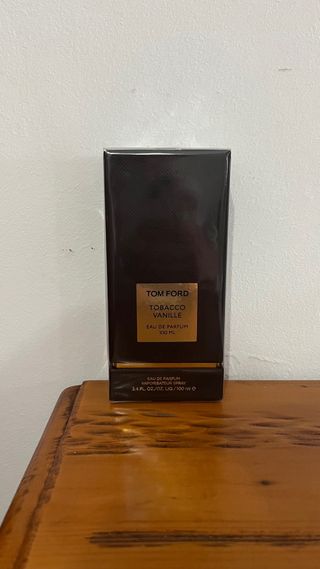 TOM FORD
TOBACCO
VANILLE
EAU DE PARFUM
100 ML
EAU DE PARFUM
VAPORISATEUR SPRAY
3.4 FL. OZ./OZ. LIQ./100 ml ℮